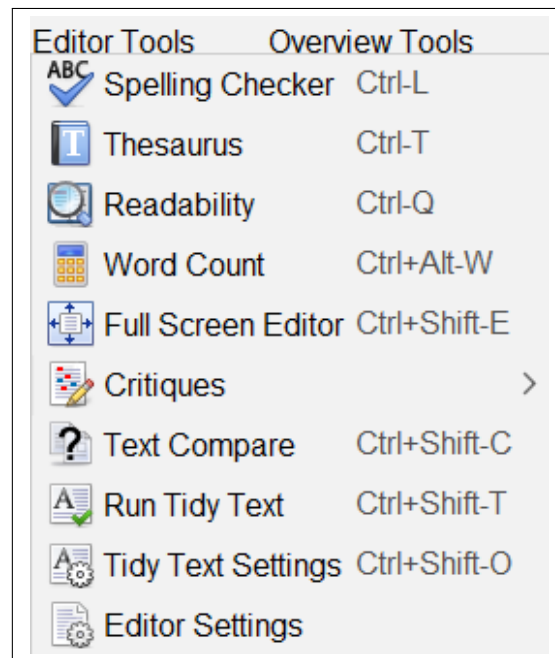 Editor Tools Overview Tools
ABC Spelling Checker Ctrl-L
T Thesaurus Ctrl-T
Readability Ctrl-Q
Word Count Ctrl+Alt-W
Full Screen Editor Ctrl+Shift-E
Critiques >
? Text Compare Ctrl+Shift-C
A Run Tidy Text Ctrl+Shift-T
A Tidy Text Settings Ctrl+Shift-O
Editor Settings